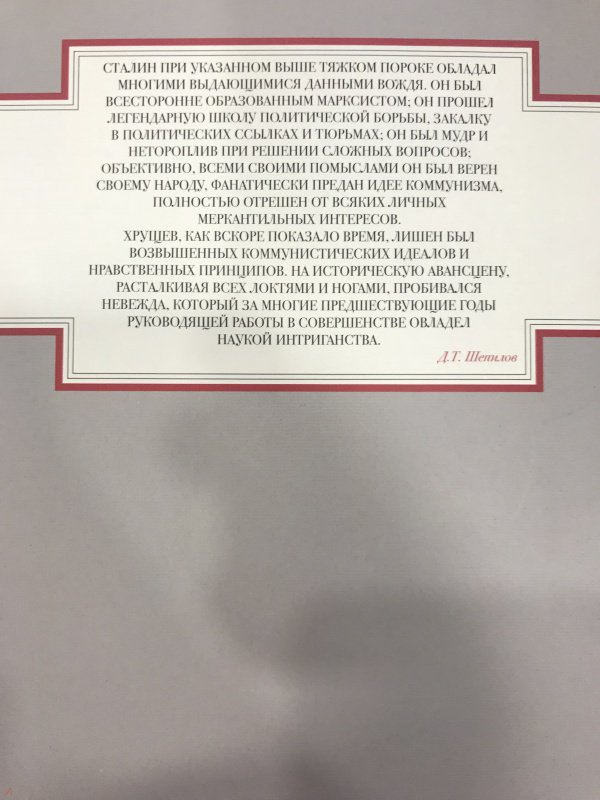 СТАЛИН ПРИ УКАЗАННОМ ВЫШЕ ТЯЖКОМ ПОРОКЕ ОБЛАДАЛ
МНОГИМИ ВЫДАЮЩИМИСЯ ДАННЫМИ ВОЖДЯ. ОН БЫЛ
ВСЕСТОРОННЕ ОБРАЗОВАННЫМ МАРКСИСТОМ; ОН ПРОШЕЛ
ЛЕГЕНДАРНУЮ ШКОЛУ ПОЛИТИЧЕСКОЙ БОРЬБЫ, ЗАКАЛКУ
В ПОЛИТИЧЕСКИХ ССЫЛКАХ И ТЮРЬМАХ; ОН БЫЛ МУДР И
НЕТОРОПЛИВ ПРИ РЕШЕНИИ СЛОЖНЫХ ВОПРОСОВ;
ОБЪЕКТИВНО, ВСЕМИ СВОИМИ ПОМЫСЛАМИ ОН БЫЛ ВЕРЕН
СВОЕМУ НАРОДУ, ФАНАТИЧЕСКИ ПРЕДАН ИДЕЕ КОММУНИЗМА,
ПОЛНОСТЬЮ ОТРЕШЕН ОТ ВСЯКИХ ЛИЧНЫХ
МЕРКАНТИЛЬНЫХ ИНТЕРЕСОВ.
ХРУЩЕВ, КАК ВСКОРЕ ПОКАЗАЛО ВРЕМЯ, ЛИШЕН БЫЛ
ВОЗВЫШЕННЫХ КОММУНИСТИЧЕСКИХ ИДЕАЛОВ И
НРАВСТВЕННЫХ ПРИНЦИПОВ. НА ИСТОРИЧЕСКУЮ АВАНСЦЕНУ,
РАСТАЛКИВАЯ ВСЕХ ЛОКТЯМИ И НОГАМИ, ПРОБИВАЛСЯ
НЕВЕЖДА, КОТОРЫЙ ЗА МНОГИЕ ПРЕДШЕСТВУЮЩИЕ ГОДЫ
РУКОВОДЯЩЕЙ РАБОТЫ В СОВЕРШЕНСТВЕ ОВЛАДЕЛ
НАУКОЙ ИНТРИГАНСТВА.
Д.Т. Шепилов